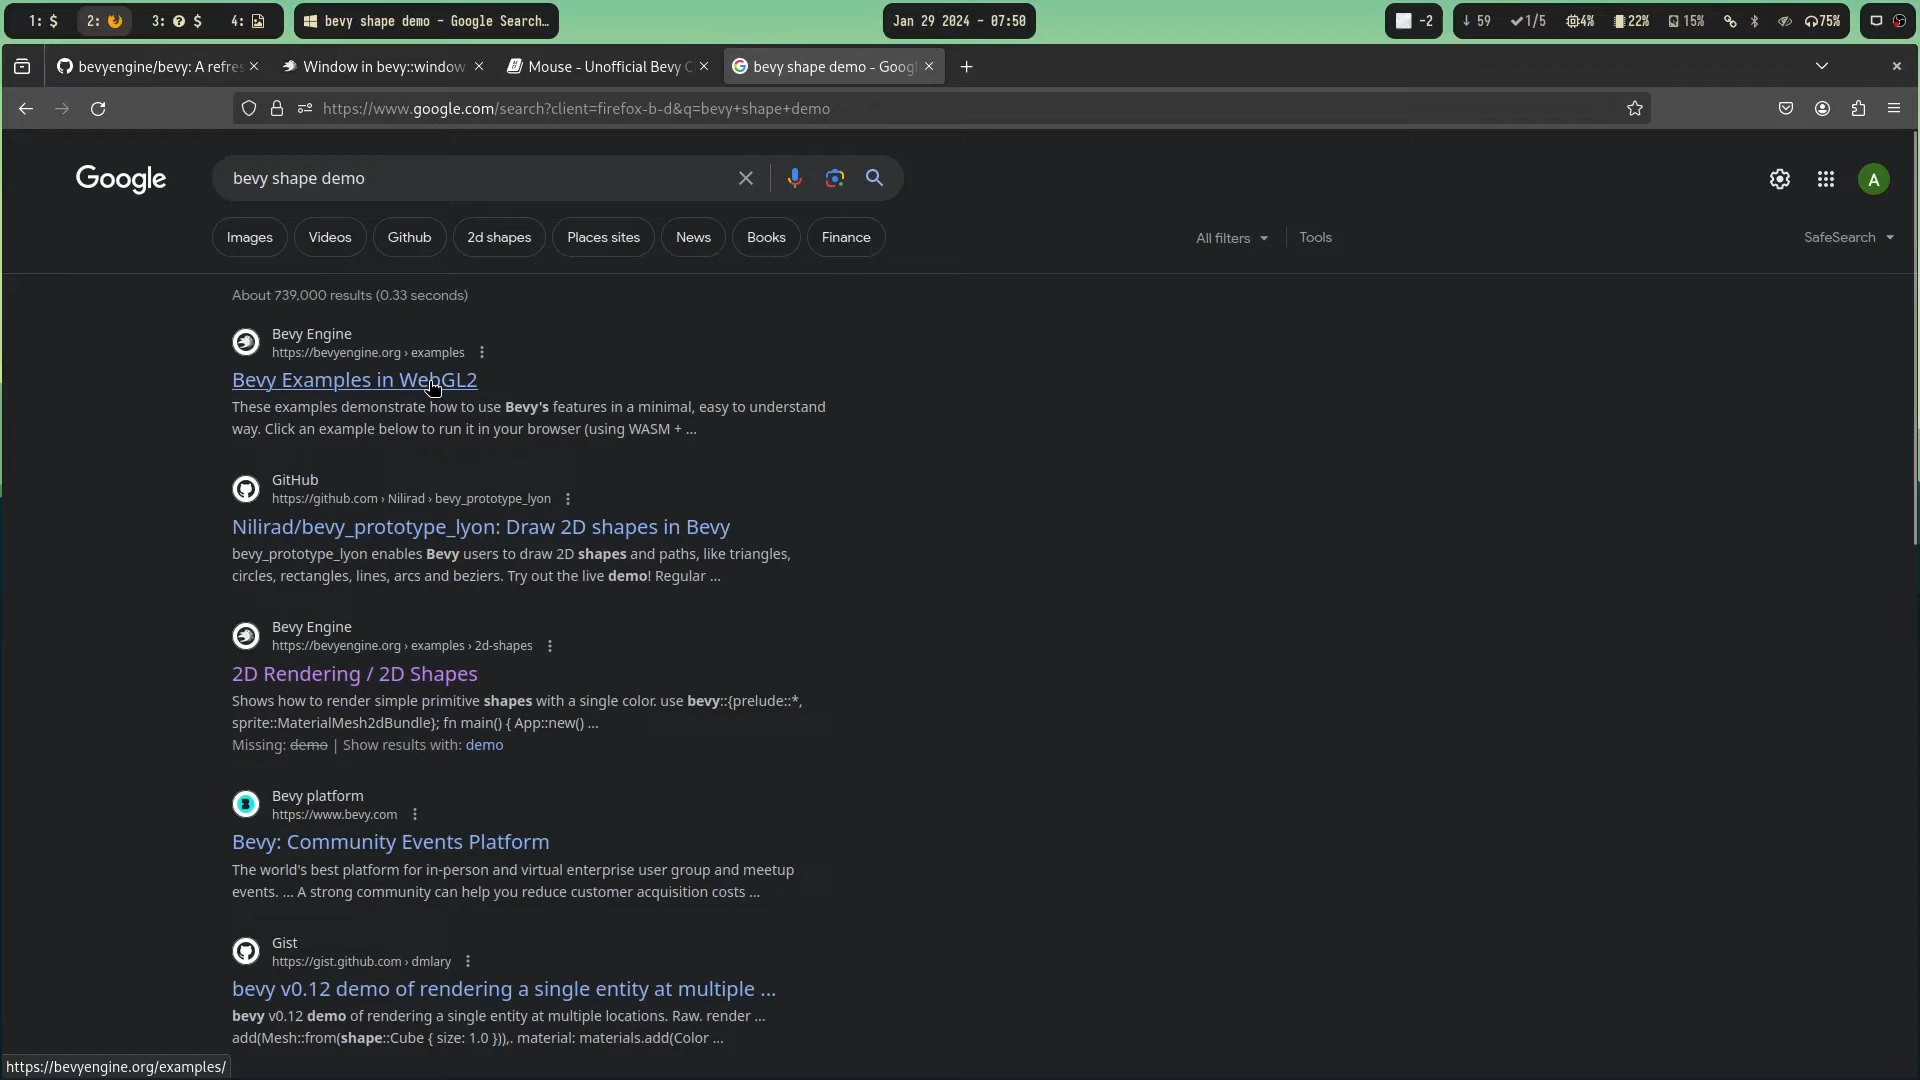 1: $ 2: 3: $ 4: bevy shape demo – Google Search… Jan 29 2024 – 07:50 -2 ↓ 59 ✓1/5 4% 22% 15% 75%
bevyengine/bevy: A refres Window in bevy::window Mouse - Unofficial Bevy C bevy shape demo - Googl
https://www.google.com/search?client=firefox-b-d&q=bevy+shape+demo
Google bevy shape demo A
Images Videos Github 2d shapes Places sites News Books Finance All filters Tools SafeSearch
About 739,000 results (0.33 seconds)
Bevy Engine
https://bevyengine.org › examples
Bevy Examples in WebGL2
These examples demonstrate how to use Bevy's features in a minimal, easy to understand
way. Click an example below to run it in your browser (using WASM + ...
GitHub
https://github.com › Nilirad › bevy_prototype_lyon
Nilirad/bevy_prototype_lyon: Draw 2D shapes in Bevy
bevy_prototype_lyon enables Bevy users to draw 2D shapes and paths, like triangles,
circles, rectangles, lines, arcs and beziers. Try out the live demo! Regular ...
Bevy Engine
https://bevyengine.org › examples › 2d-shapes
2D Rendering / 2D Shapes
Shows how to render simple primitive shapes with a single color. use bevy::{prelude::*,
sprite::MaterialMesh2dBundle}; fn main() { App::new() ...
Missing: demo | Show results with: demo
Bevy platform
https://www.bevy.com
Bevy: Community Events Platform
The world's best platform for in-person and virtual enterprise user group and meetup
events. ... A strong community can help you reduce customer acquisition costs ...
Gist
https://gist.github.com › dmlary
bevy v0.12 demo of rendering a single entity at multiple ...
bevy v0.12 demo of rendering a single entity at multiple locations. Raw. render ...
add(Mesh::from(shape::Cube { size: 1.0 })),. material: materials.add(Color ...
https://bevyengine.org/examples/